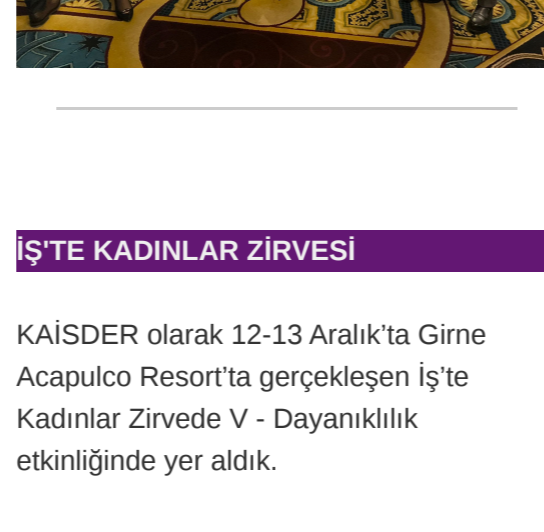 İŞ'TE KADINLAR ZİRVESİ
KAİSDER olarak 12-13 Aralık’ta Girne
Acapulco Resort’ta gerçekleşen İş’te
Kadınlar Zirvede V - Dayanıklılık
etkinliğinde yer aldık.